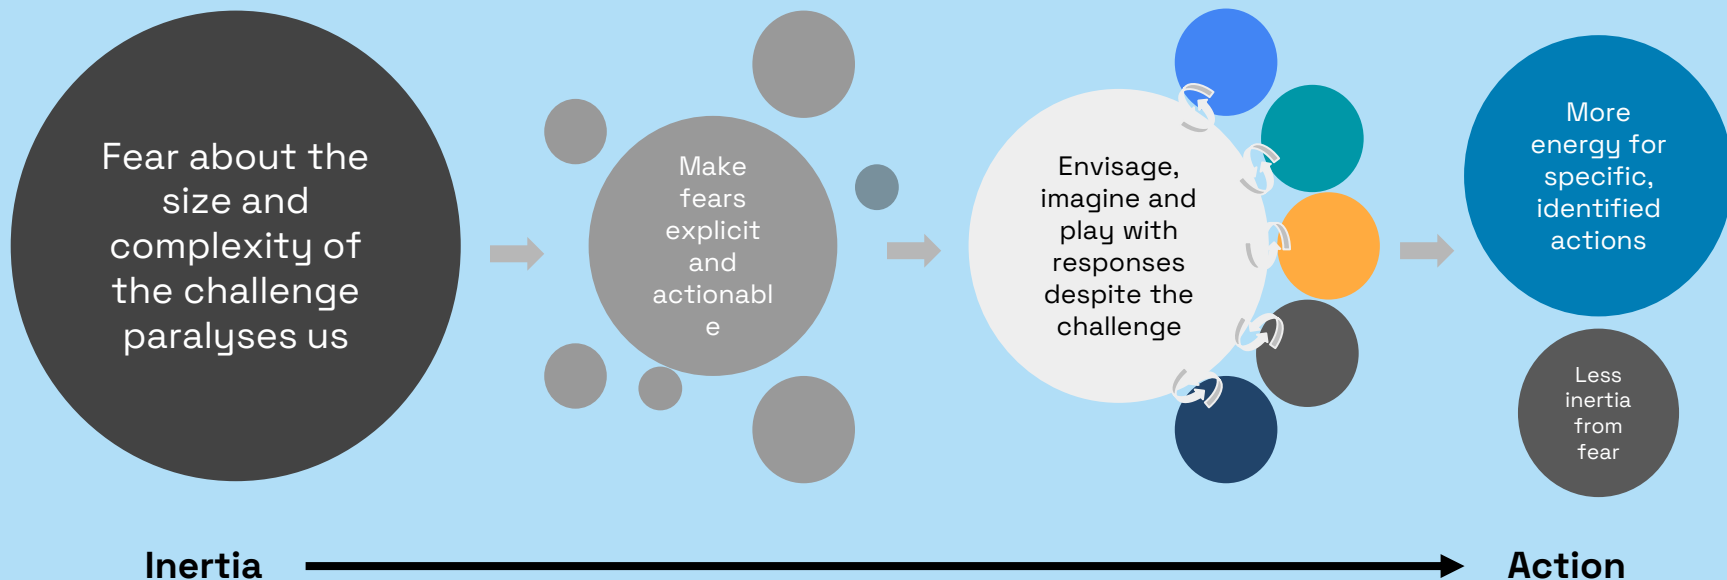 Fear about the
size and
complexity of
the challenge
paralyses us
Make
fears
explicit
and
actionabl
e
Envisage,
imagine and
play with
responses
despite the
challenge
More
energy for
specific,
identified
actions
Less
inertia
from
fear
Inertia
Action